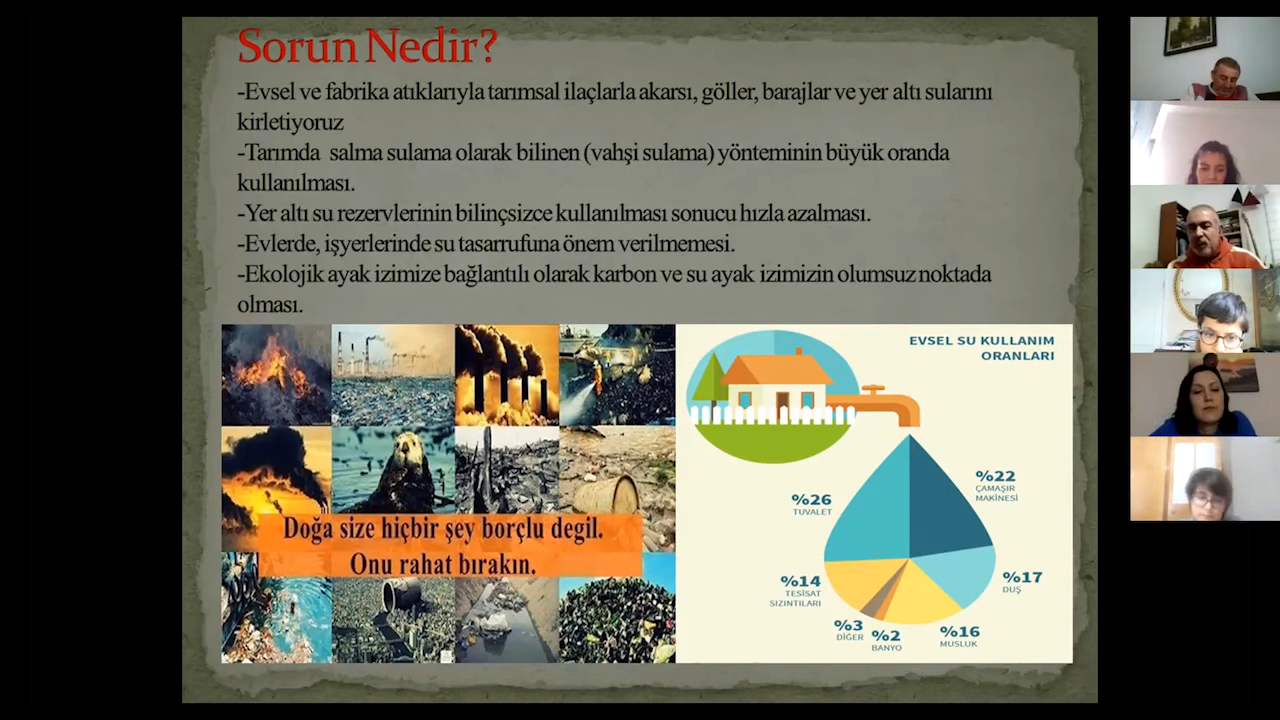 Sorun Nedir?
-Evsel ve fabrika atıklarıyla tarımsal ilaçlarla akarsı, göller, barajlar ve yer altı sularını
kirletiyoruz
-Tarımda salma sulama olarak bilinen (vahşi sulama) yönteminin büyük oranda
kullanılması.
-Yer altı su rezervlerinin bilinçsizce kullanılması sonucu hızla azalması.
-Evlerde, işyerlerinde su tasarrufuna önem verilmemesi.
-Ekolojik ayak izimize bağlantılı olarak karbon ve su ayak izimizin olumsuz noktada
olması.
Doğa size hiçbir şey borçlu degil.
Onu rahat bırakın.
EVSEL SU KULLANIM
ORANLARI
%22
ÇAMAŞIR
MAKİNESİ
%26
TUVALET
%17
DUŞ
%14
TESİSAT
SIZINTILARI
%3
DİĞER
%2
BANYO
%16
MUSLUK